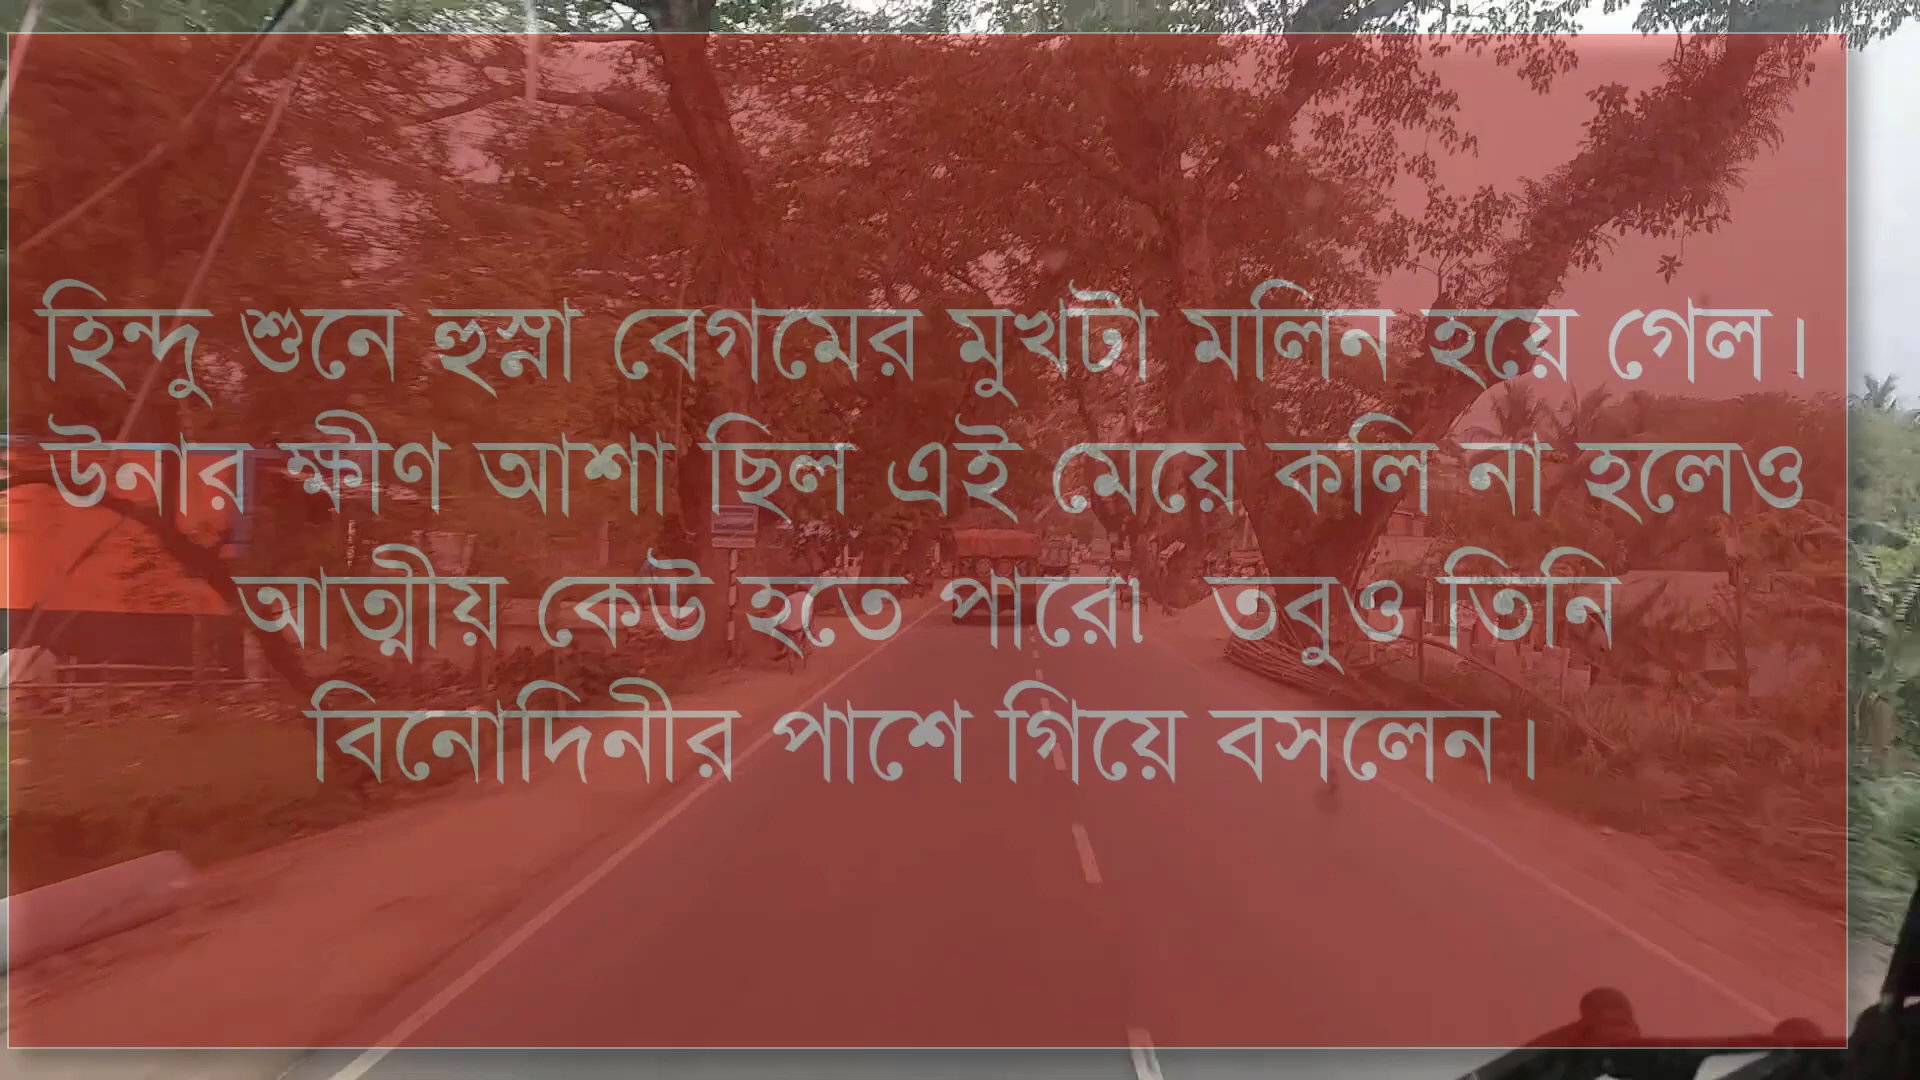 হিন্দু শুনে হুস্না বেগমের মুখটা মলিন হয়ে গেল।
উনার ক্ষীণ আশা ছিল এই মেয়ে কলি না হলেও
আত্মীয় কেউ হতে পারে৷ তবুও তিনি
বিনোদিনীর পাশে গিয়ে বসলেন।